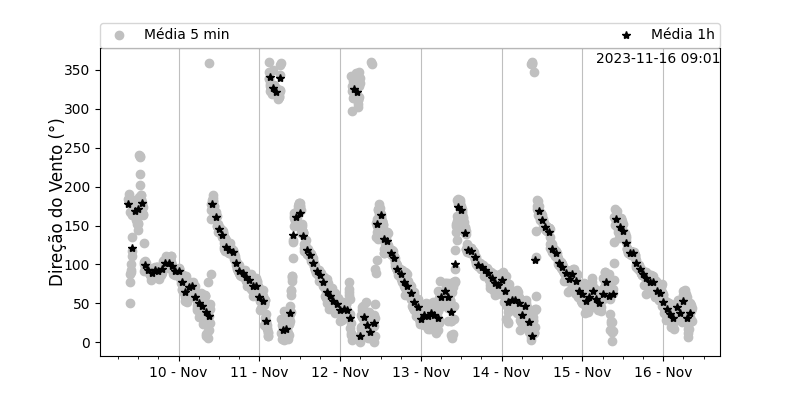 Média 5 min
Média 1h
2023-11-16 09:01
Direção do Vento (°)
350
300
250
200
150
100
50
0
10 - Nov
11 - Nov
12 - Nov
13 - Nov
14 - Nov
15 - Nov
16 - Nov